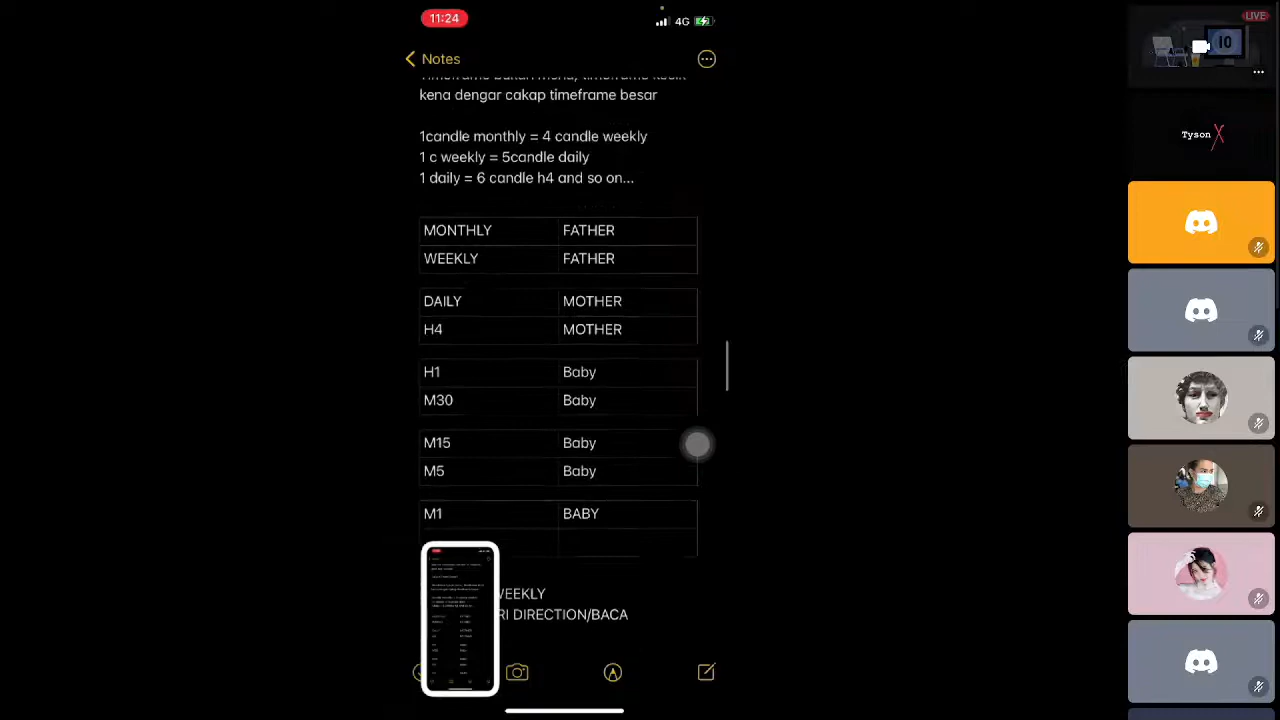 11:24
4G
LIVE
Notes
10
kena dengar cakap timeframe besar
Tyson X
1candle monthly = 4 candle weekly
1 c weekly = 5candle daily
1 daily = 6 candle h4 and so on...
MONTHLY FATHER
WEEKLY FATHER
DAILY MOTHER
H4 MOTHER
H1 Baby
M30 Baby
M15 Baby
M5 Baby
M1 BABY
WEEKLY
RI DIRECTION/BACA